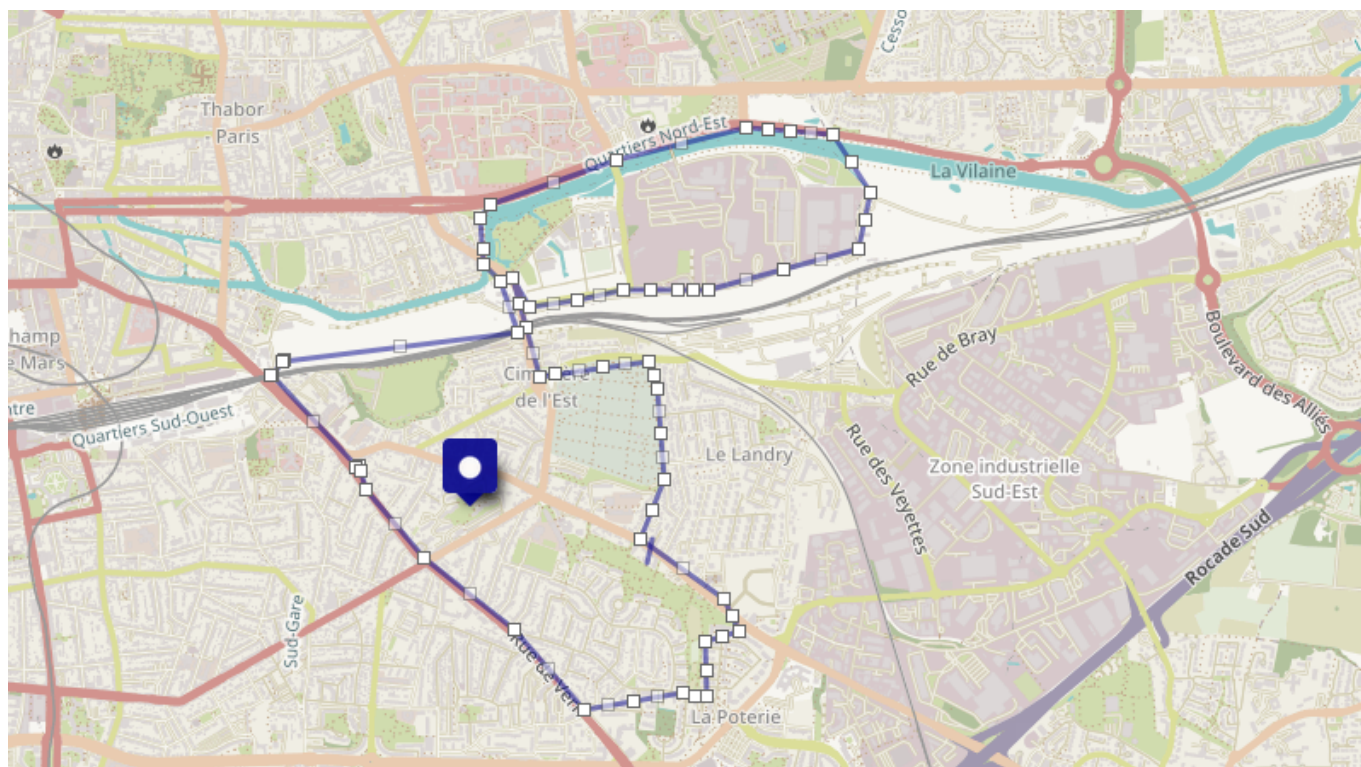 Cesso
Thabor
- Paris
Quartiers Nord-Est
La Vilaine
champ
e Mars
Rue de Bray
Boulevard des Alliés
Cim
de l'Est
ntre
Quartiers Sud-Ouest
Le Landry
Rue des Veyettes
Zone industrielle
Sud-Est
Rocade Sud
Sud-Gare
Rue de Vern
La Poterie